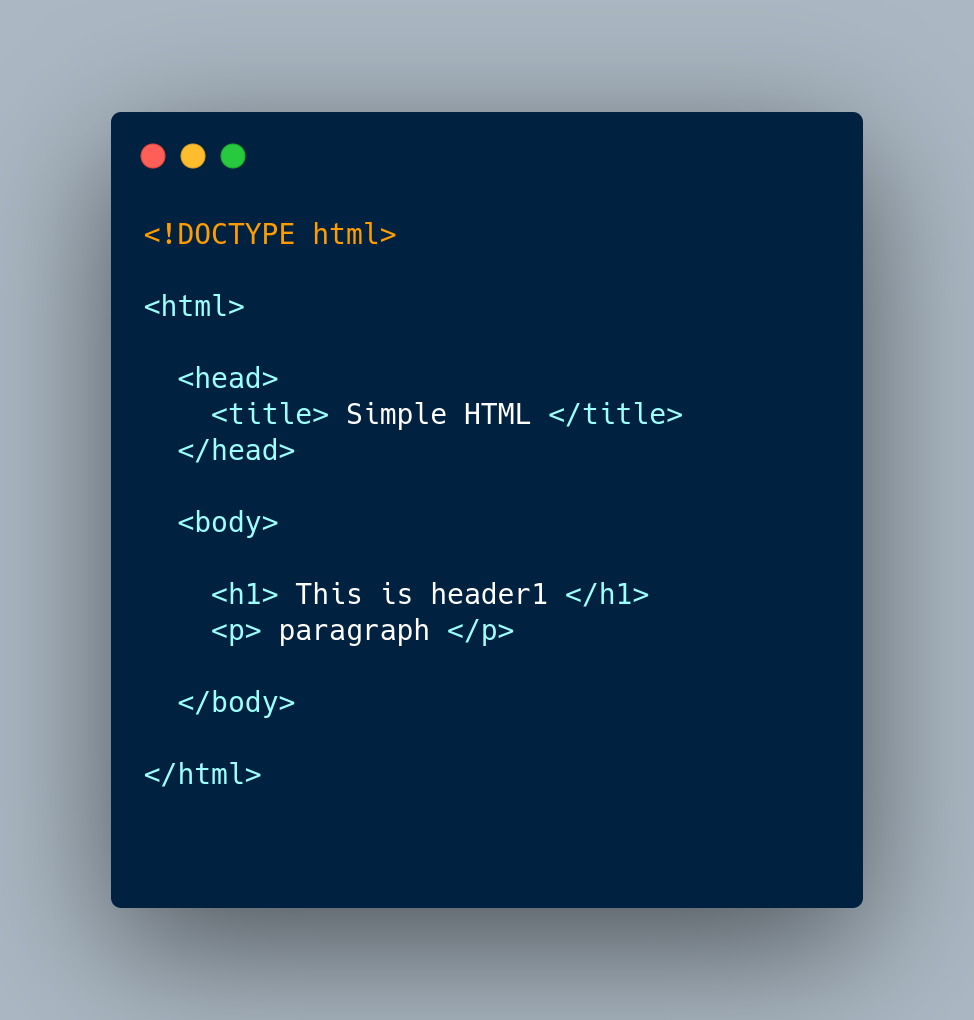 <!DOCTYPE html>
<html>
<head>
<title> Simple HTML </title>
</head>
<body>
<h1> This is header1 </h1>
<p> paragraph </p>
</body>
</html>